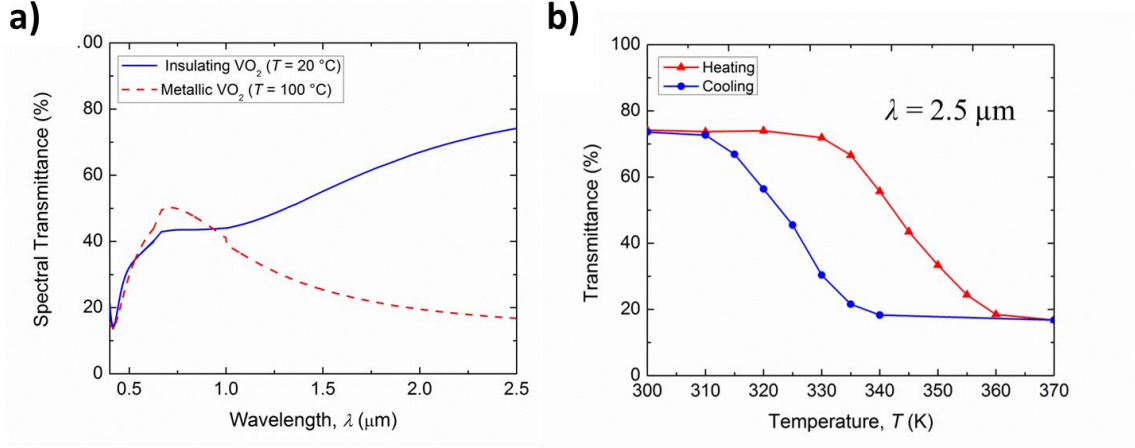 a)
.00
80
60
40
20
0
0.5 1.0 1.5 2.0 2.5
Spectral Transmittance (%)
Wavelength, λ (μm)
Insulating VO₂ (T = 20 °C)
Metallic VO₂ (T = 100 °C)
b)
100
80
60
40
20
0
300 310 320 330 340 350 360 370
Transmittance (%)
Temperature, T (K)
Heating
Cooling
λ = 2.5 μm